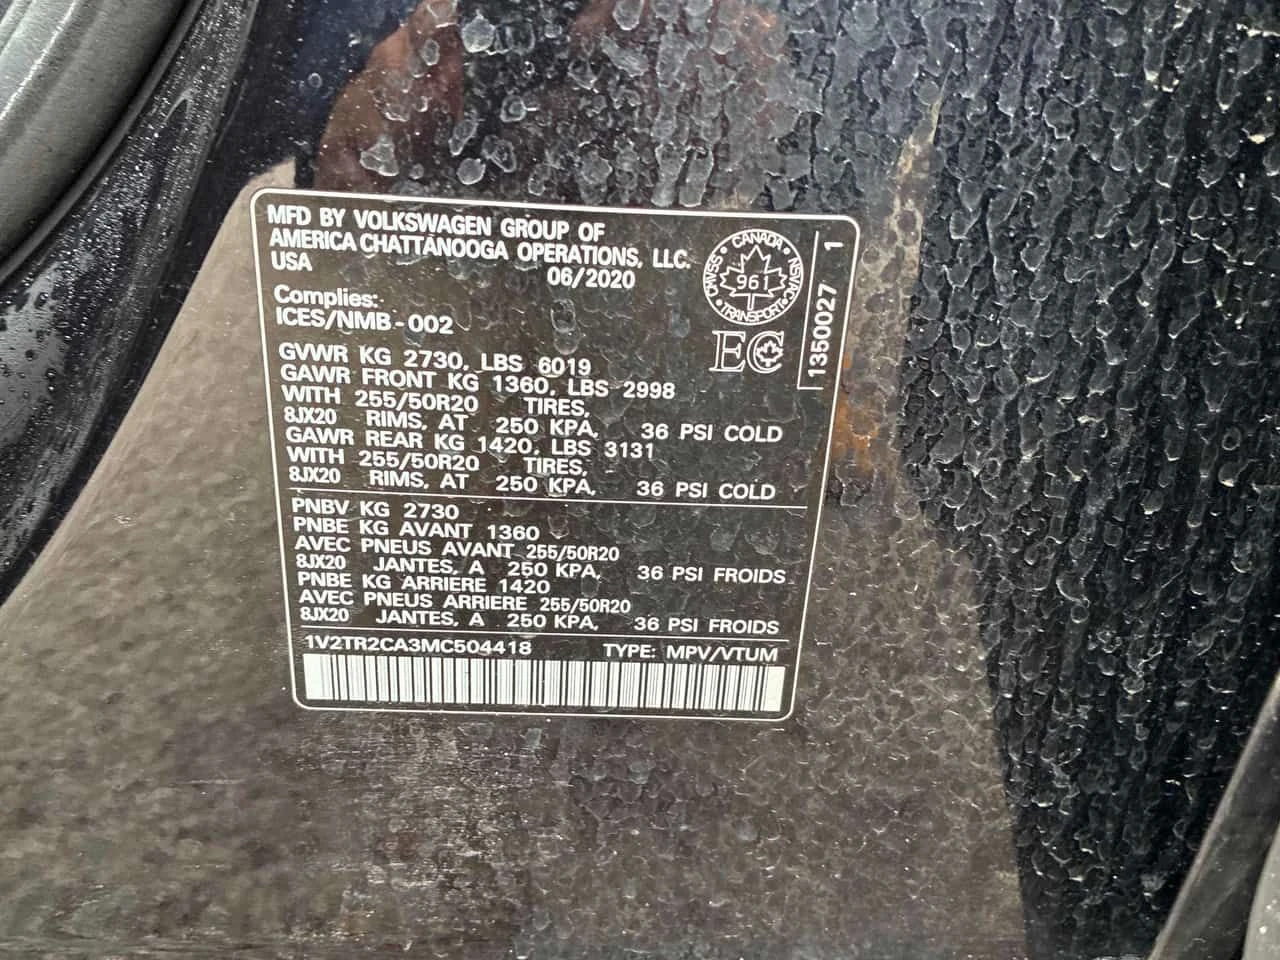 MFD BY VOLKSWAGEN GROUP OF
AMERICA CHATTANOOGA OPERATIONS, LLC.
USA 06/2020
Complies:
ICES/NMB-002
GVWR KG 2730, LBS 6019
GAWR FRONT KG 1360, LBS 2998
WITH 255/50R20 TIRES,
8JX20 RIMS, AT 250 KPA, 36 PSI COLD
GAWR REAR KG 1420, LBS 3131
WITH 255/50R20 TIRES,
8JX20 RIMS, AT 250 KPA, 36 PSI COLD
PNBV KG 2730
PNBE KG AVANT 1360
AVEC PNEUS AVANT 255/50R20
8JX20 JANTES, A 250 KPA, 36 PSI FROIDS
PNBE KG ARRIERE 1420
AVEC PNEUS ARRIERE 255/50R20
8JX20 JANTES, A 250 KPA, 36 PSI FROIDS
1V2TR2CA3MC504418 TYPE: MPV/VTUM
CANADA
961
CMVSS NSVAC
TRANSPORT
EC
1350027 1